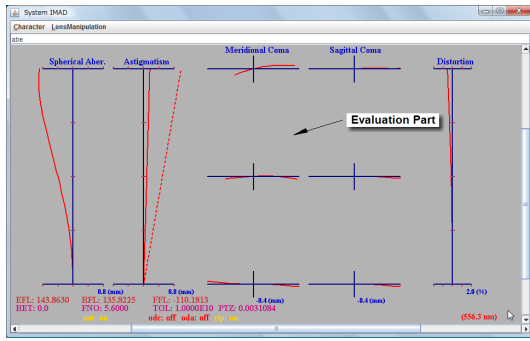 System IMAD
Character LensManipulation
abe
Meridional Coma Sagittal Coma
Spherical Aber. Astigmatism Distortion
Evaluation Part
0.8 (mm) 0.8 (mm) -0.4 (mm) -0.4 (mm) 2.0 (%)
EFL: 143.8630 BFL: 135.8225 FFL: -110.1813
HET: 0.0 FNO: 5.6000 TOL: 1.0000E10 PTZ: 0.0031084
odc: off oda: off (556.3 nm)